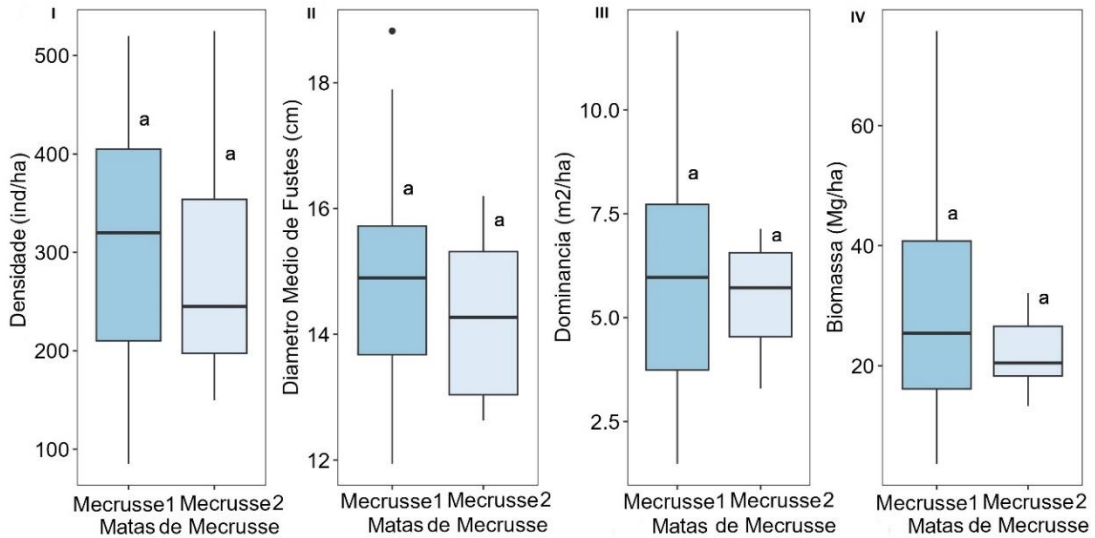 I
Densidade (ind/ha)
500
400
300
200
100
a
a
Mecrusse1 Mecrusse2
Matas de Mecrusse
II
Diametro Medio de Fustes (cm)
18
16
14
12
a
a
Mecrusse1 Mecrusse2
Matas de Mecrusse
III
Dominancia (m2/ha)
10.0
7.5
5.0
2.5
a
a
Mecrusse1 Mecrusse2
Matas de Mecrusse
IV
Biomassa (Mg/ha)
60
40
20
a
a
Mecrusse1 Mecrusse2
Matas de Mecrusse